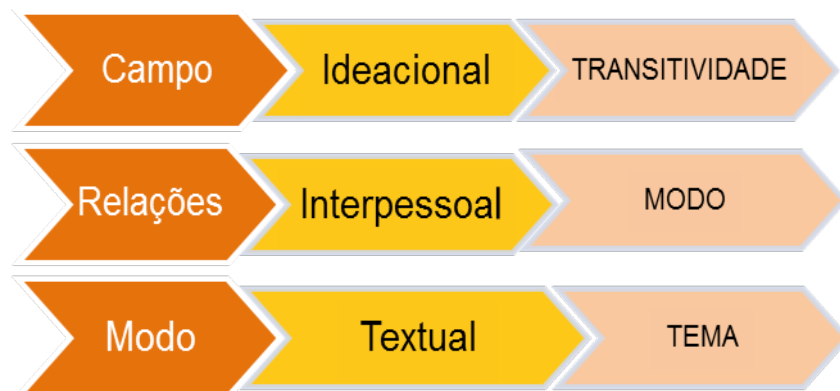 Campo Ideacional TRANSITIVIDADE
Relações Interpessoal MODO
Modo Textual TEMA